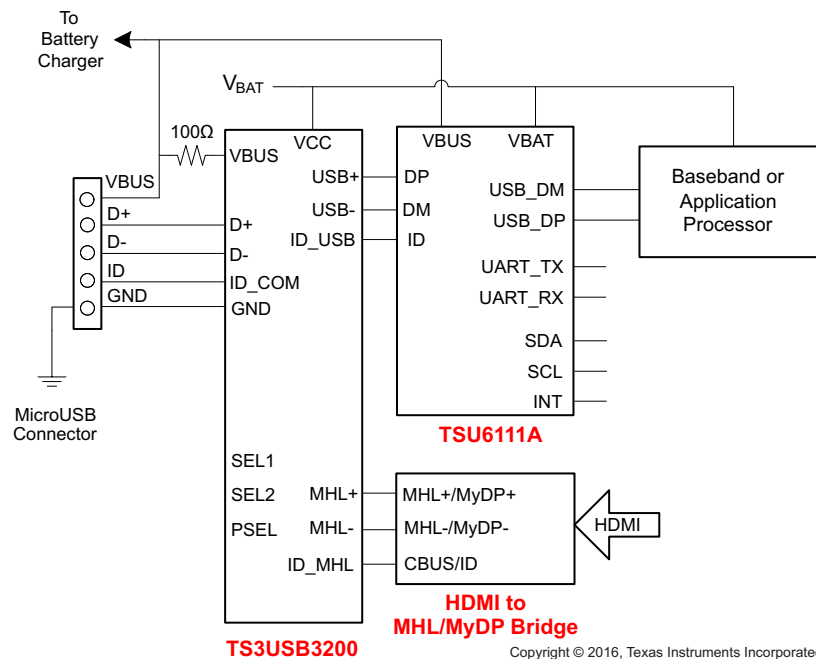 To
Battery
Charger
VBAT
100Ω
VBUS
VCC
VBUS
VBAT
VBUS
D+
D-
ID
GND
MicroUSB
Connector
D+
D-
ID_COM
GND
SEL1
SEL2
PSEL
USB+
USB-
ID_USB
MHL+
MHL-
ID_MHL
TS3USB3200
DP
DM
ID
USB_DM
USB_DP
UART_TX
UART_RX
SDA
SCL
INT
TSU6111A
Baseband or
Application
Processor
MHL+/MyDP+
MHL-/MyDP-
CBUS/ID
HDMI
HDMI to
MHL/MyDP Bridge
Copyright © 2016, Texas Instruments Incorporated